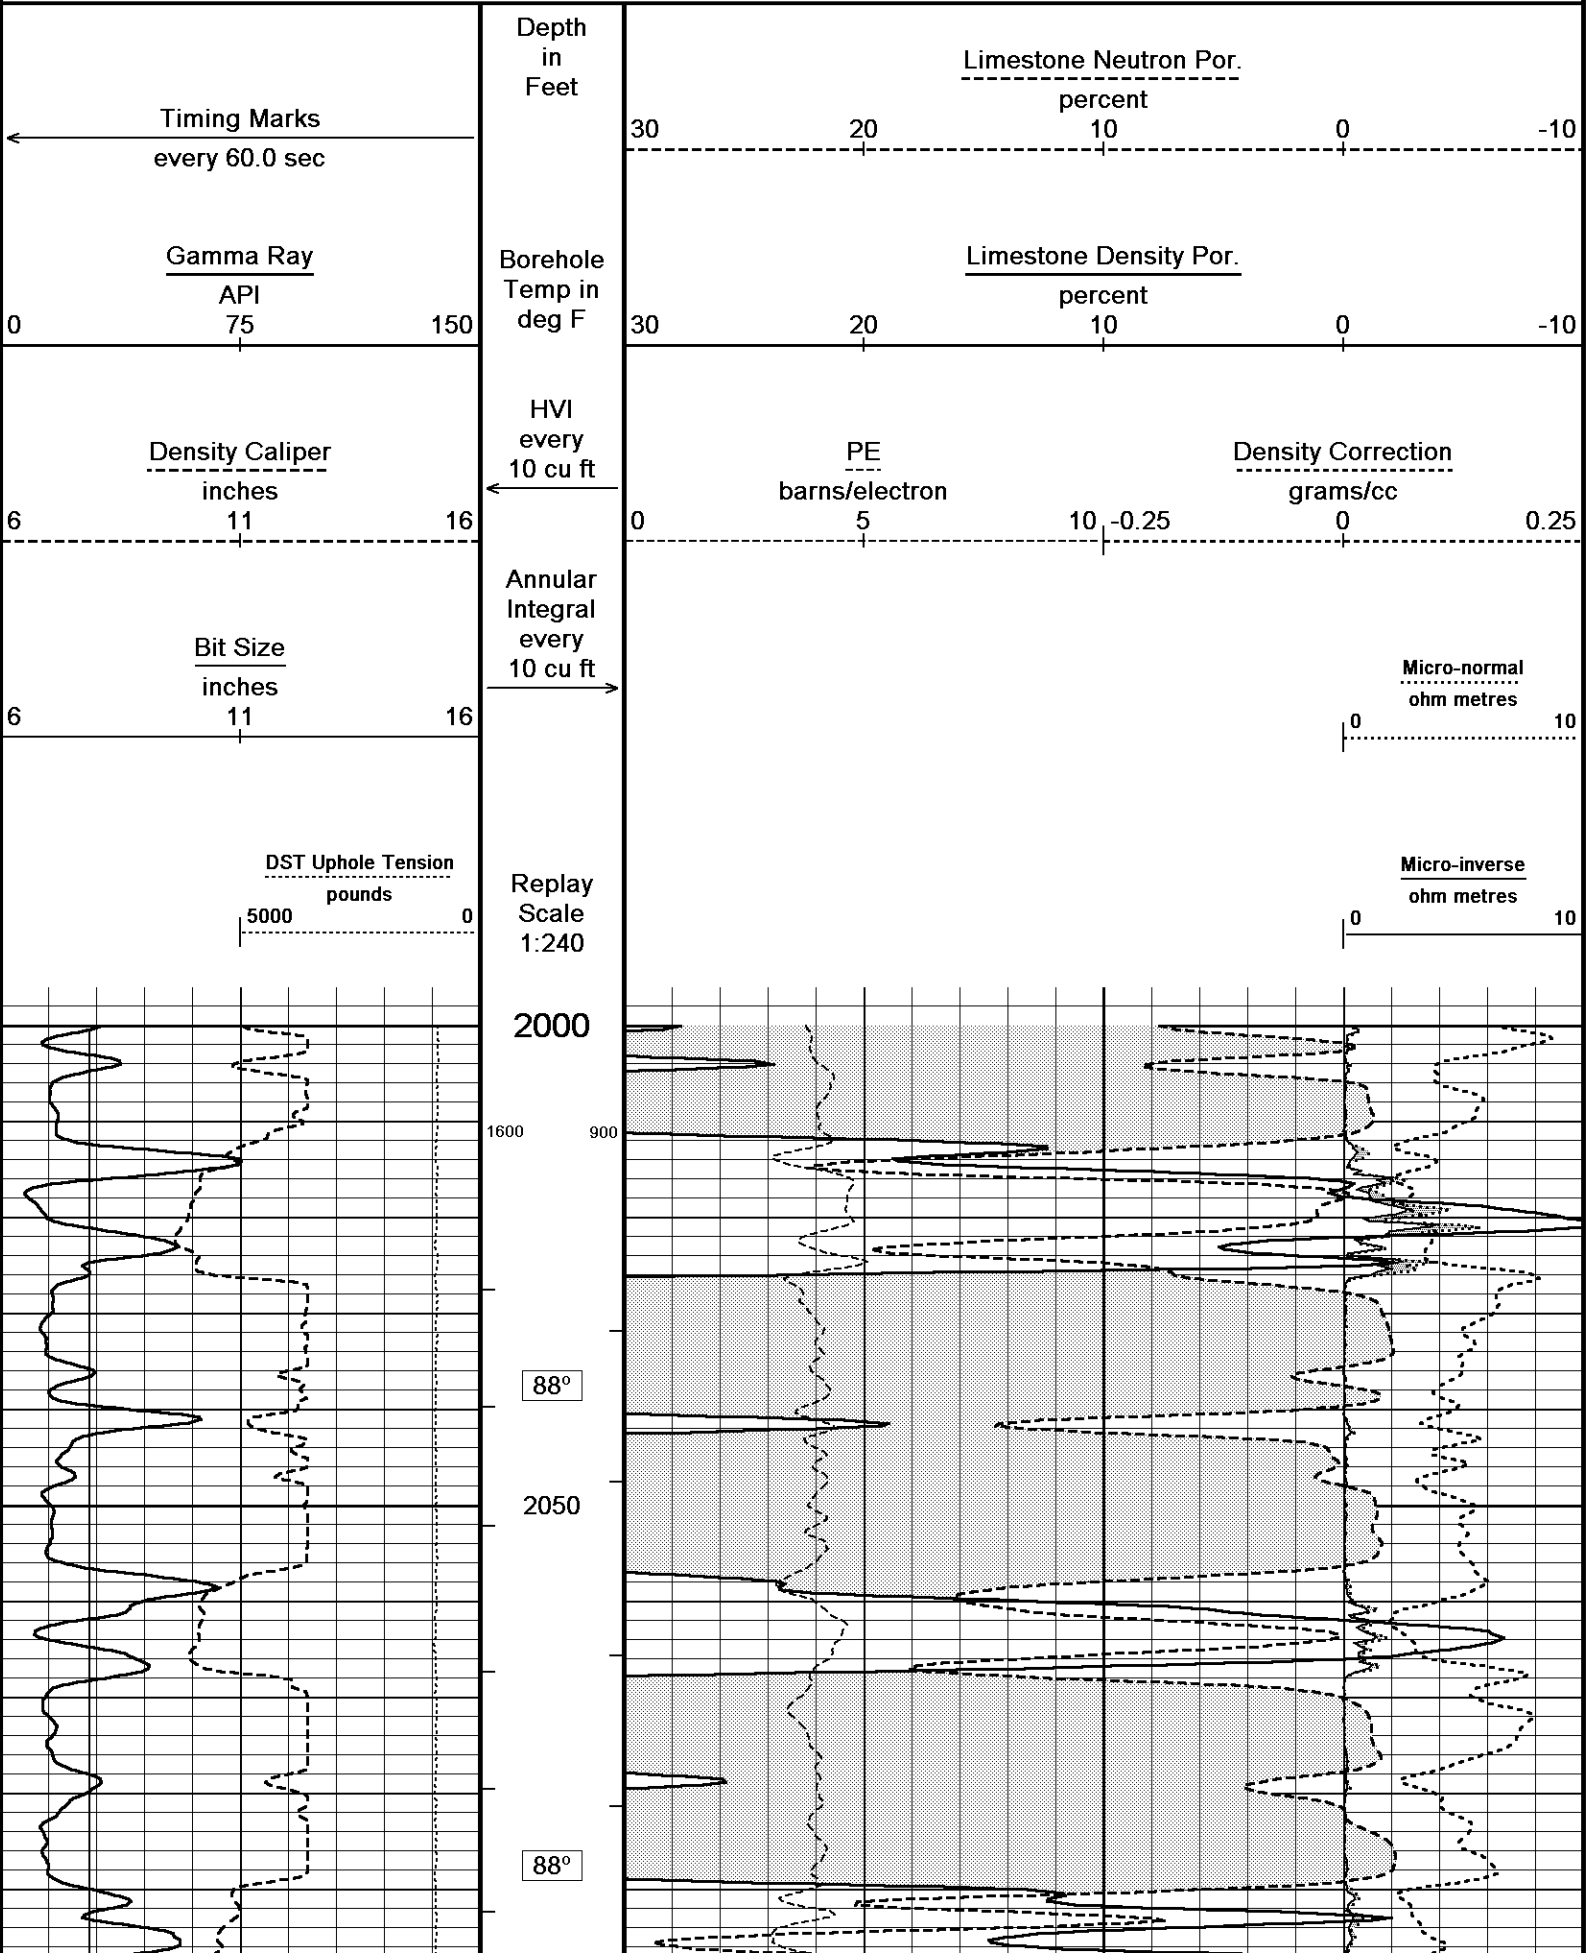 Timing Marks
every 60.0 sec
Gamma Ray
API
0 75 150
Density Caliper
inches
6 11 16
Bit Size
inches
6 11 16
DST Uphole Tension
pounds
5000 0
Depth
in
Feet
Borehole
Temp in
deg F
HVI
every
10 cu ft
Annular
Integral
every
10 cu ft
Replay
Scale
1:240
Limestone Neutron Por.
percent
30 20 10 0 -10
Limestone Density Por.
percent
30 20 10 0 -10
PE
barns/electron
0 5 10
Density Correction
grams/cc
-0.25 0 0.25
Micro-normal
ohm metres
0 10
Micro-inverse
ohm metres
0 10
2000
1600 900
88º
2050
88º